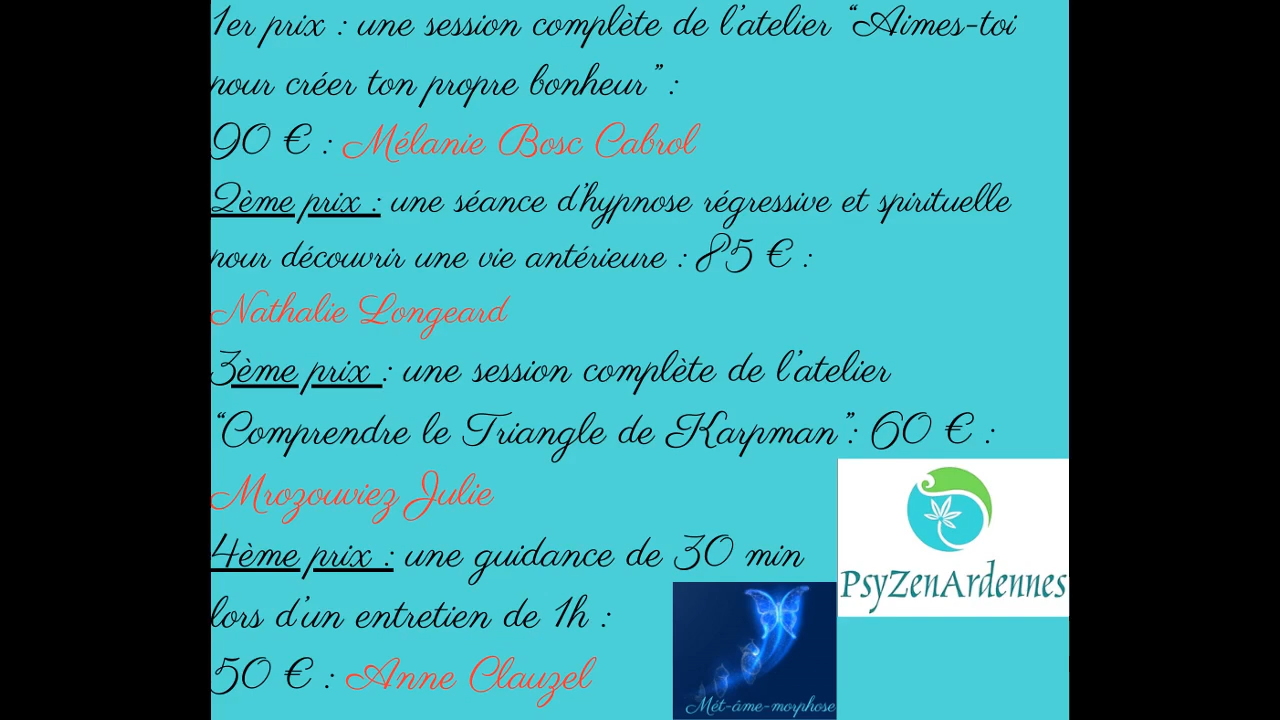 1er prix : une session complète de l'atelier “Aimes-toi
pour créer ton propre bonheur” :
90 € : Mélanie Bosc Cabrol
2ème prix : une séance d'hypnose régressive et spirituelle
pour découvrir une vie antérieure : 85 € :
Nathalie Longeard
3ème prix : une session complète de l'atelier
“Comprendre le Triangle de Karpman”: 60 € :
Mrozouviez Julie
4ème prix : une guidance de 30 min
lors d'un entretien de 1h :
50 € : Anne Clauzel
PsyZenArdennes
Mét-âme-morphose